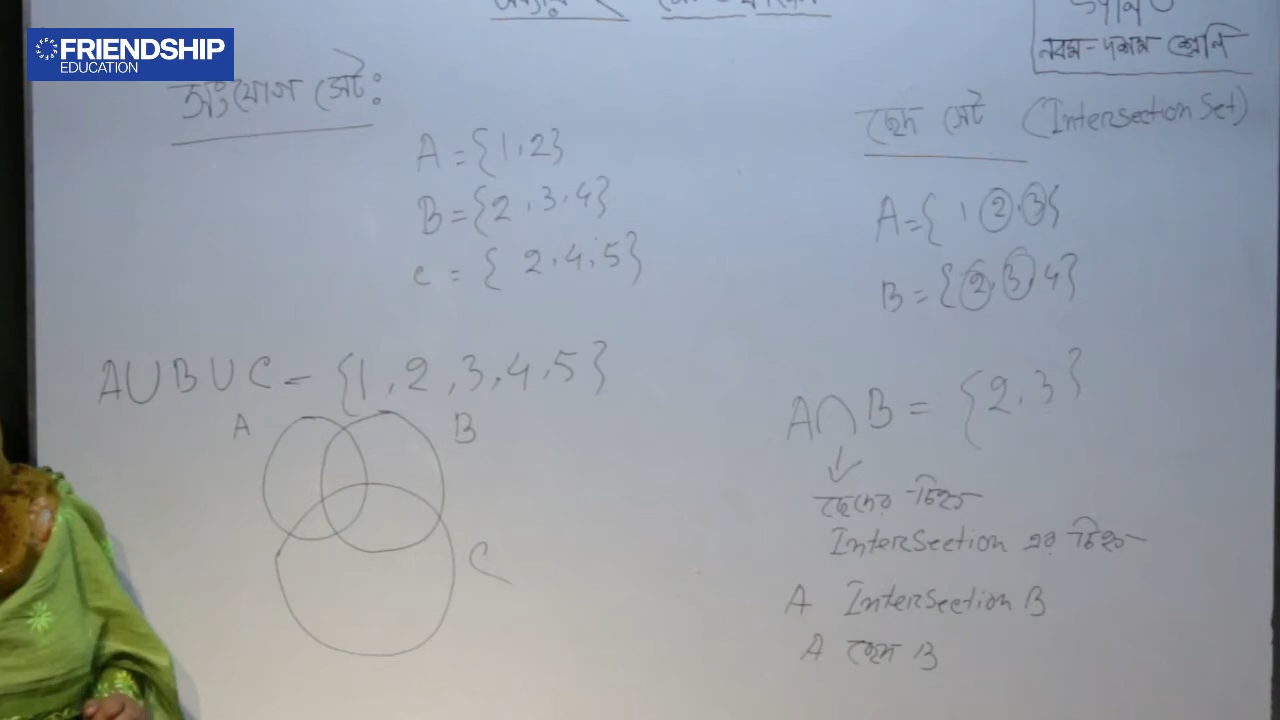 FRIENDSHIP
EDUCATION
নবম-দশম শ্রেণি
সংযোগ সেট:
A = {1,2}
B = {2,3,4}
C = { 2,4,5}
A∪B∪C = {1,2,3,4,5}
A
B
C
ছেদ সেট (Intersection Set)
A = { 1 2,3}
B = {2,3 4}
A∩B = {2,3}
↓
ছেদের চিহ্ন
Intersection এর চিহ্ন
A Intersection B
A ছেদ B